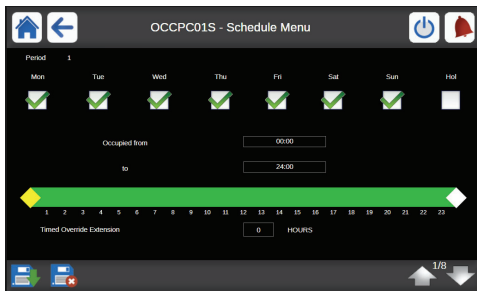 OCCPC01S - Schedule Menu
Period 1
Mon Tue Wed Thu Fri Sat Sun Hol
Occupied from 00:00
to 24:00
1 2 3 4 5 6 7 8 9 10 11 12 13 14 15 16 17 18 19 20 21 22 23
Timed Override Extension 0 HOURS
1/8